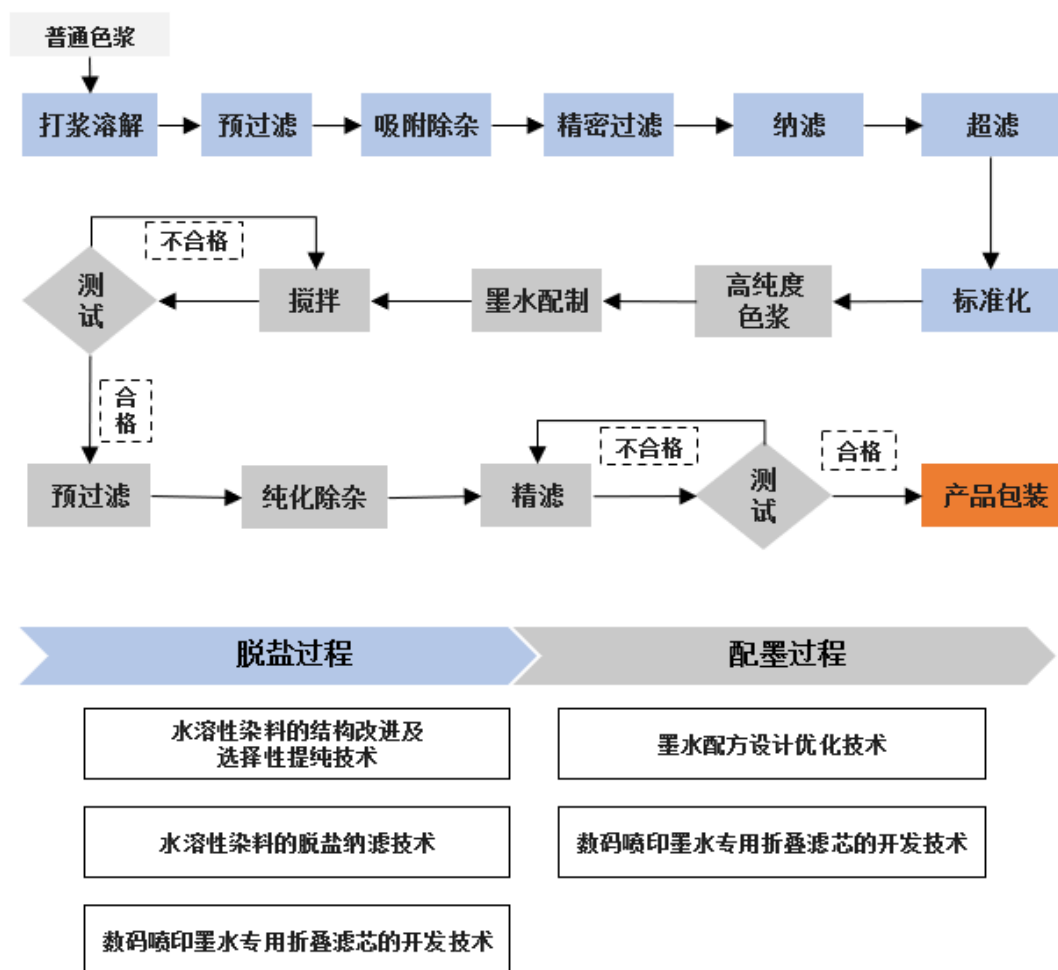 普通色浆
打浆溶解
预过滤
吸附除杂
精密过滤
纳滤
超滤
不合格
测
试
搅拌
墨水配制
高纯度
色浆
标准化
合
格
不合格
合格
预过滤
纯化除杂
精滤
测
试
产品包装
脱盐过程
配墨过程
水溶性染料的结构改进及
选择性提纯技术
墨水配方设计优化技术
水溶性染料的脱盐纳滤技术
数码喷印墨水专用折叠滤芯的开发技术
数码喷印墨水专用折叠滤芯的开发技术